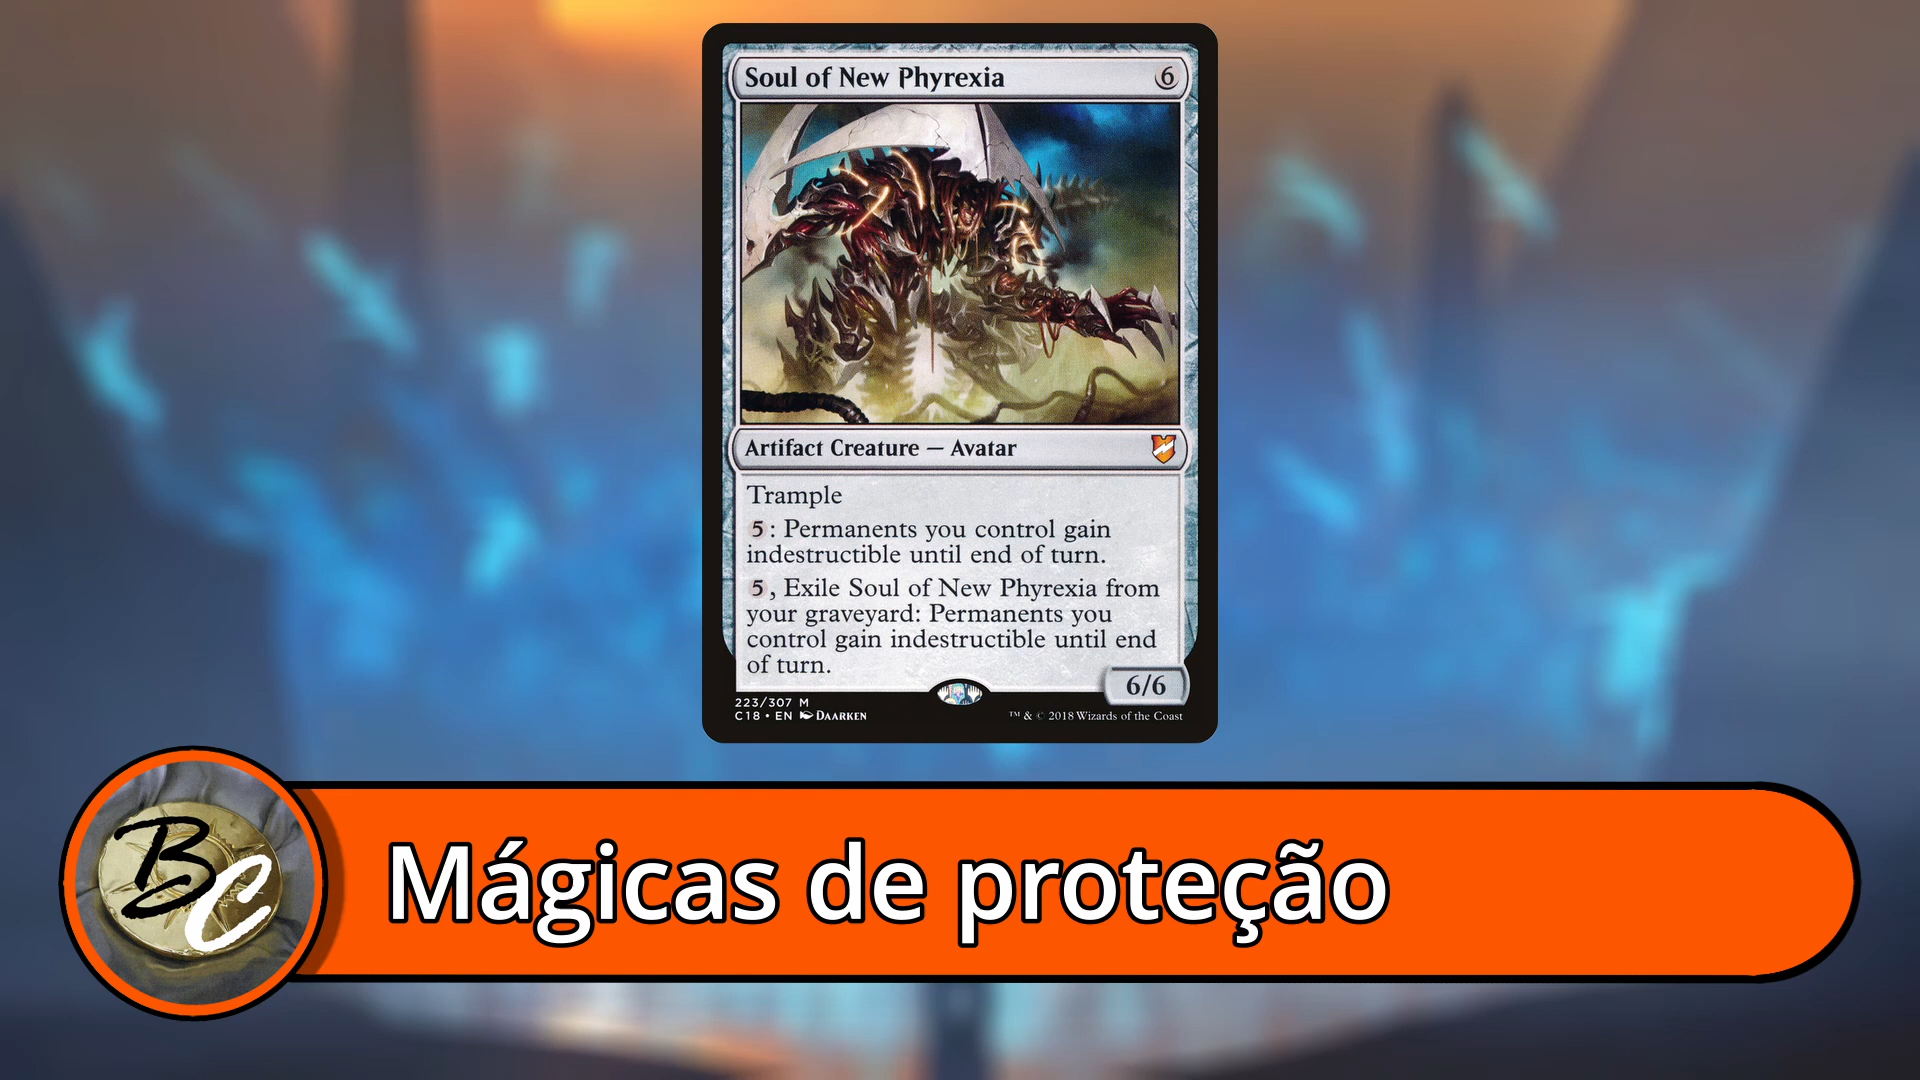 Soul of New Phyrexia 6
Artifact Creature — Avatar
Trample
5: Permanents you control gain
indestructible until end of turn.
5, Exile Soul of New Phyrexia from
your graveyard: Permanents you
control gain indestructible until end
of turn.
6/6
223/307 M
C18 • EN DAARKEN
™ & © 2018 Wizards of the Coast
BC
Mágicas de proteção